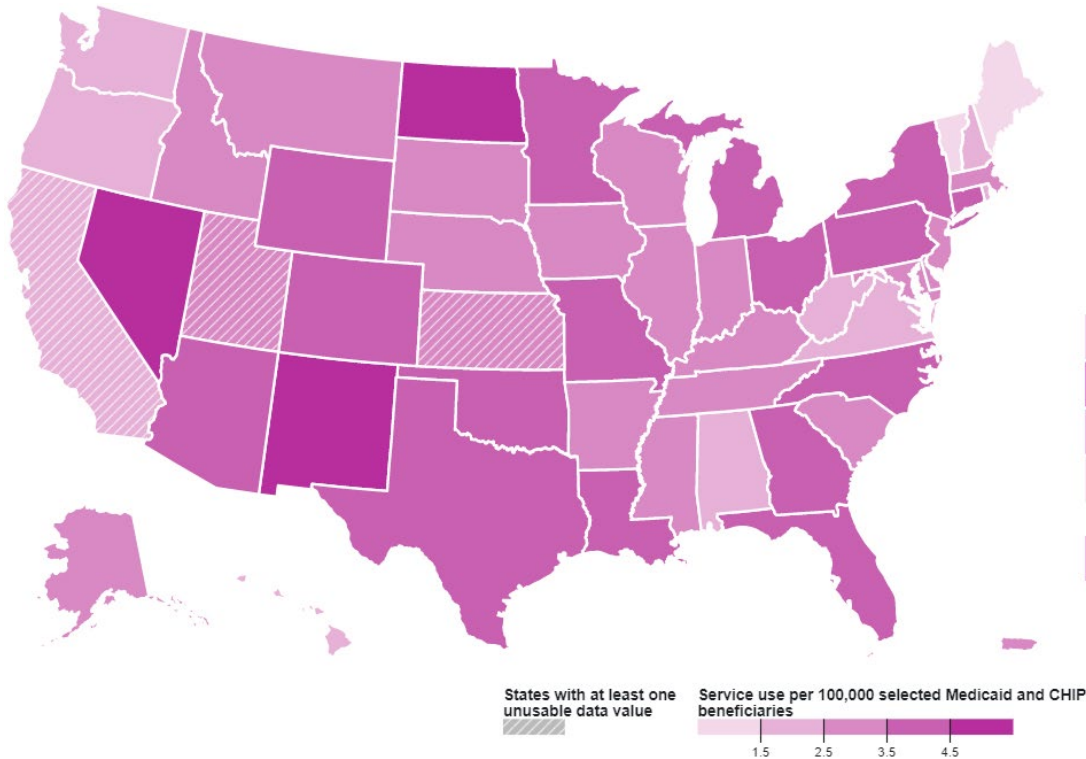 States with at least one
unusable data value
Service use per 100,000 selected Medicaid and CHIP
beneficiaries
1.5 2.5 3.5 4.5